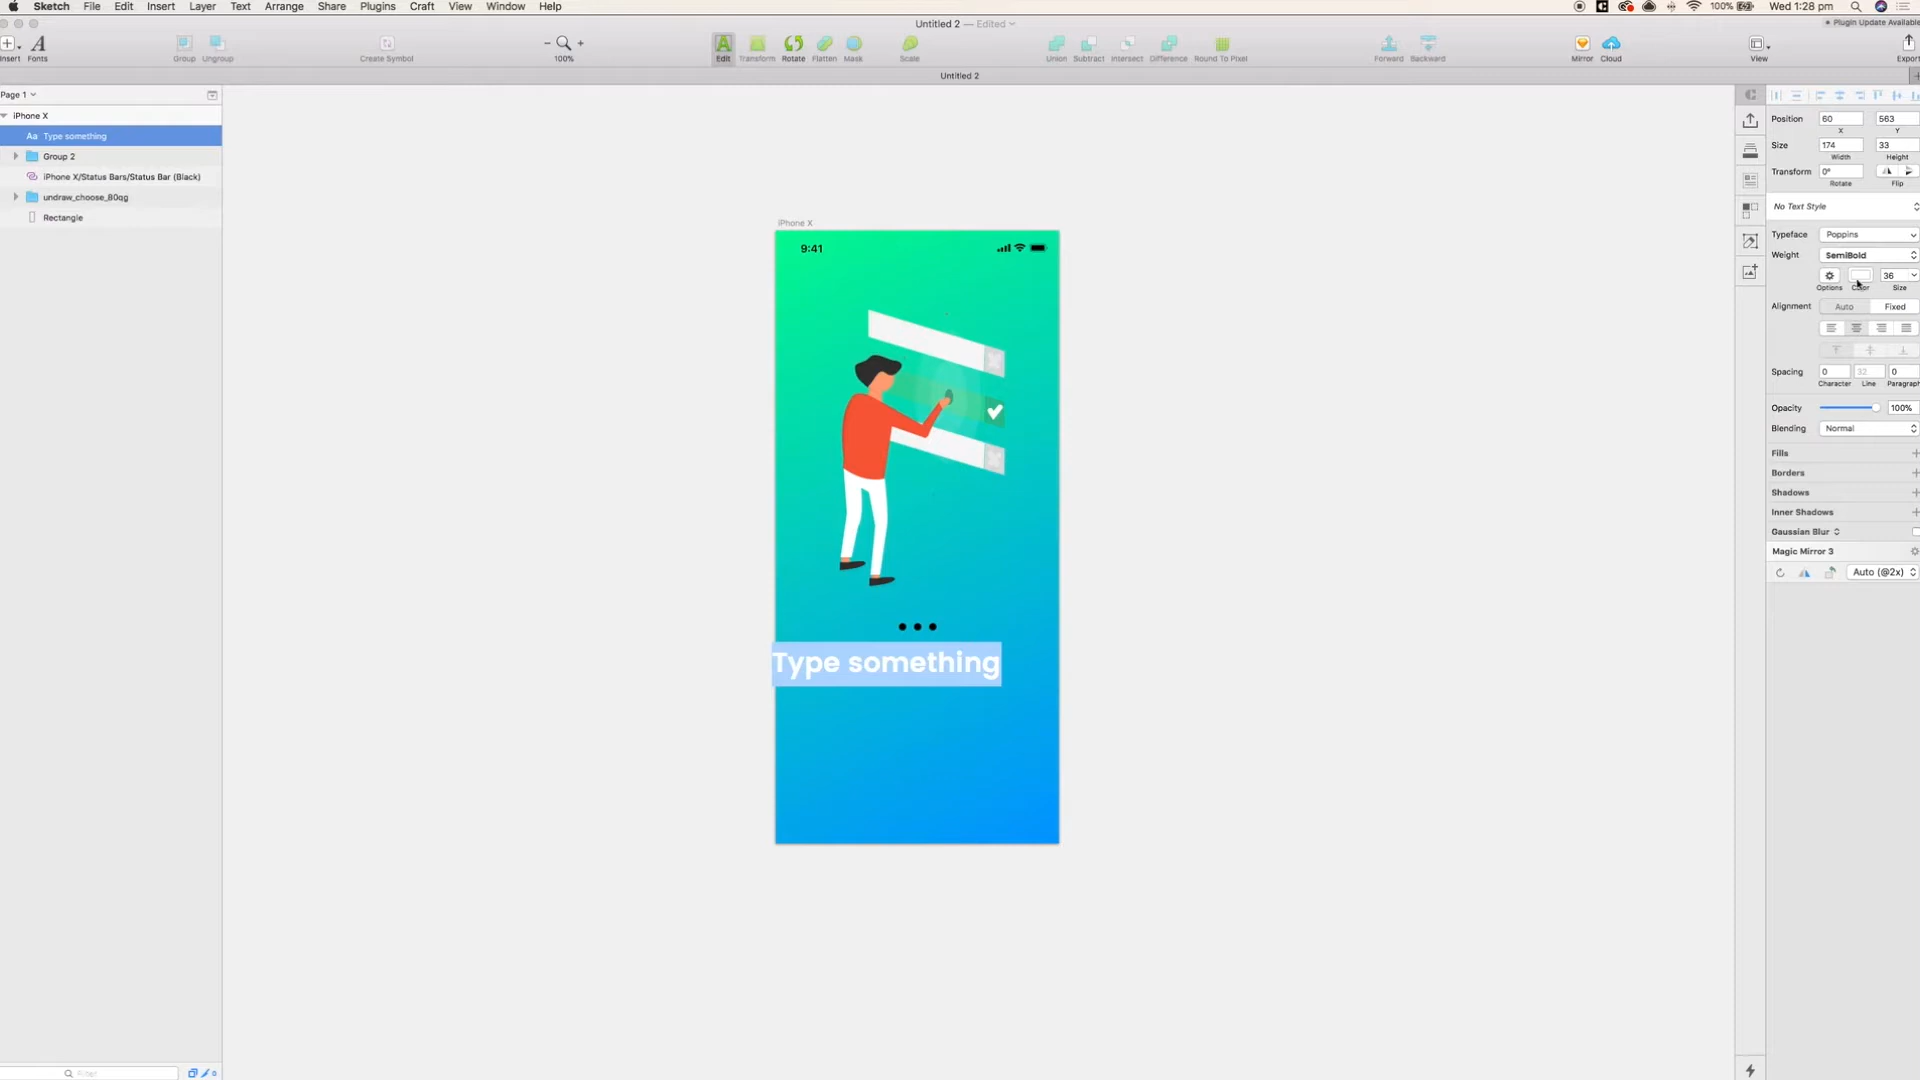 Sketch File Edit Insert Layer Text Arrange Share Plugins Craft View Window Help 100% Wed 1:28 pm
Untitled 2 — Edited
Plugin Update Available
Insert Fonts Group Ungroup Create Symbol 100% Edit Transform Rotate Flatten Mask Scale Union Subtract Intersect Difference Round To Pixel Forward Backward Mirror Cloud View Export
Untitled 2
Page 1
iPhone X
Aa Type something
Group 2
iPhone X/Status Bars/Status Bar (Black)
undraw_choose_80qg
Rectangle
Filter
0
iPhone X
9:41
Type something
Position 60 563
X Y
Size 174 33
Width Height
Transform 0°
Rotate Flip
No Text Style
Typeface Poppins
Weight SemiBold
36
Options Color Size
Alignment Auto Fixed
Spacing 0 32 0
Character Line Paragraph
Opacity 100%
Blending Normal
Fills
Borders
Shadows
Inner Shadows
Gaussian Blur
Magic Mirror 3
Auto (@2x)